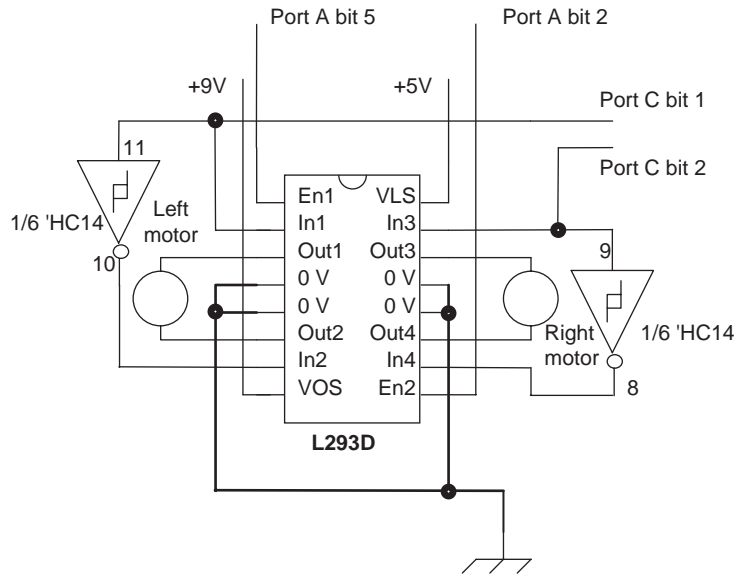 Port A bit 5
Port A bit 2
+9V
+5V
Port C bit 1
Port C bit 2
11
1/6 'HC14
10
Left
motor
En1
VLS
In1
In3
Out1
Out3
0 V
0 V
0 V
0 V
Out2
Out4
In2
In4
VOS
En2
L293D
9
Right
motor
1/6 'HC14
8